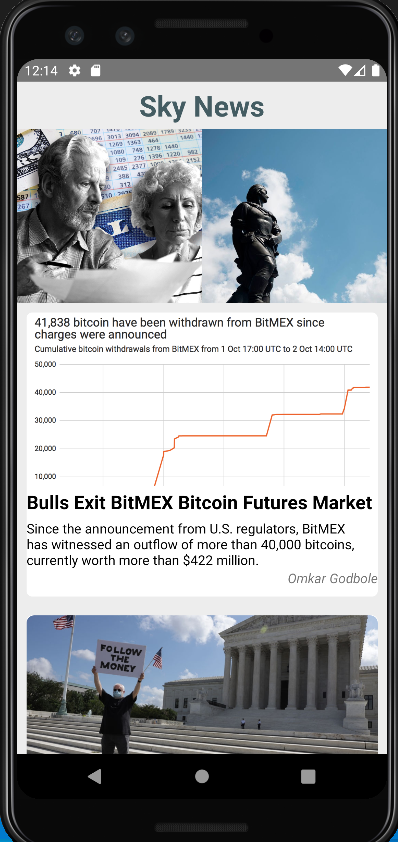 12:14
Sky News
41,838 bitcoin have been withdrawn from BitMEX since
charges were announced
Cumulative bitcoin withdrawals from BitMEX from 1 Oct 17:00 UTC to 2 Oct 14:00 UTC
50,000
40,000
30,000
20,000
10,000
Bulls Exit BitMEX Bitcoin Futures Market
Since the announcement from U.S. regulators, BitMEX
has witnessed an outflow of more than 40,000 bitcoins,
currently worth more than $422 million.
Omkar Godbole
FOLLOW
THE
MONEY